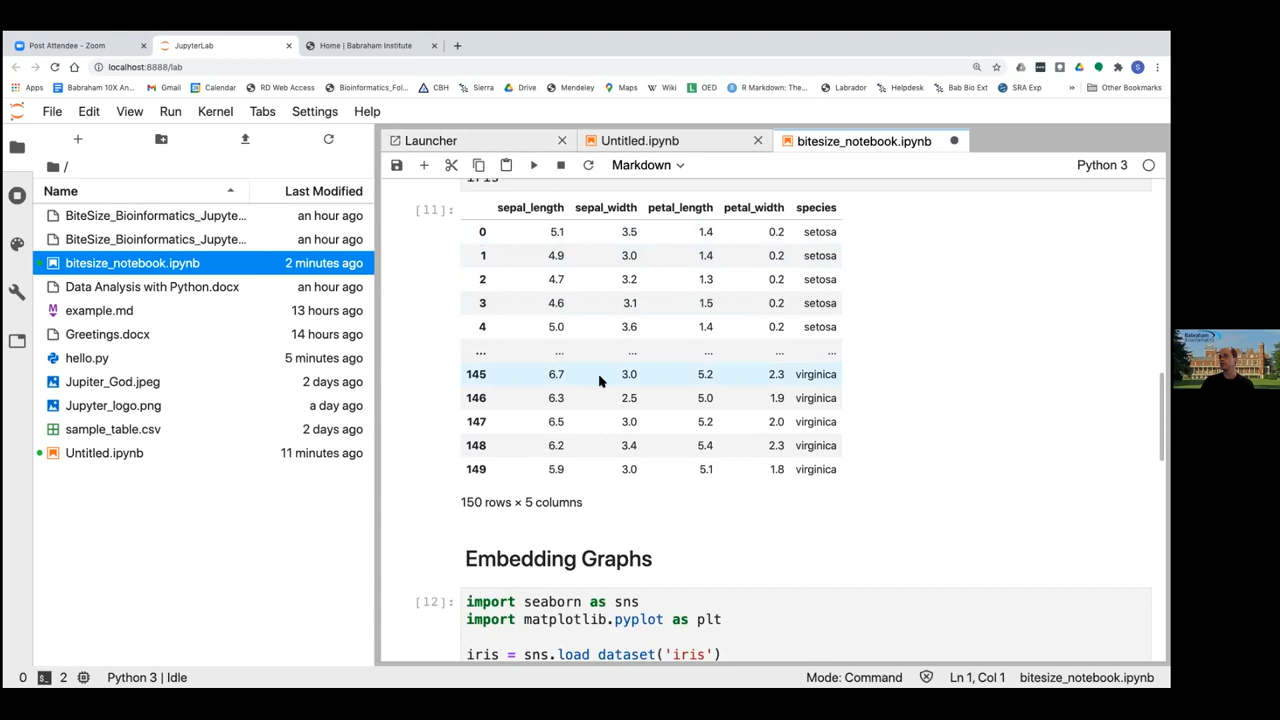 Post Attendee - Zoom
JupyterLab
Home | Babraham Institute
localhost:8888/lab
Apps
Babraham 10X An...
Gmail
Calendar
RD Web Access
Bioinformatics_Fol...
CBH
Sierra
Drive
Mendeley
Maps
Wiki
OED
R Markdown: The...
Labrador
Helpdesk
Bab Bio Ext
SRA Exp
»
Other Bookmarks
File Edit View Run Kernel Tabs Settings Help
Launcher
Untitled.ipynb
bitesize_notebook.ipynb
Markdown
Python 3
/
Name Last Modified
BiteSize_Bioinformatics_Jupyte... an hour ago
BiteSize_Bioinformatics_Jupyte... an hour ago
bitesize_notebook.ipynb 2 minutes ago
Data Analysis with Python.docx an hour ago
example.md 13 hours ago
Greetings.docx 14 hours ago
hello.py 5 minutes ago
Jupiter_God.jpeg 2 days ago
Jupyter_logo.png a day ago
sample_table.csv 2 days ago
Untitled.ipynb 11 minutes ago
iris
[11]:
sepal_length sepal_width petal_length petal_width species
0 5.1 3.5 1.4 0.2 setosa
1 4.9 3.0 1.4 0.2 setosa
2 4.7 3.2 1.3 0.2 setosa
3 4.6 3.1 1.5 0.2 setosa
4 5.0 3.6 1.4 0.2 setosa
... ... ... ... ... ...
145 6.7 3.0 5.2 2.3 virginica
146 6.3 2.5 5.0 1.9 virginica
147 6.5 3.0 5.2 2.0 virginica
148 6.2 3.4 5.4 2.3 virginica
149 5.9 3.0 5.1 1.8 virginica
150 rows × 5 columns
Embedding Graphs
[12]: import seaborn as sns
import matplotlib.pyplot as plt
iris = sns.load_dataset('iris')
0 2 Python 3 | Idle Mode: Command Ln 1, Col 1 bitesize_notebook.ipynb